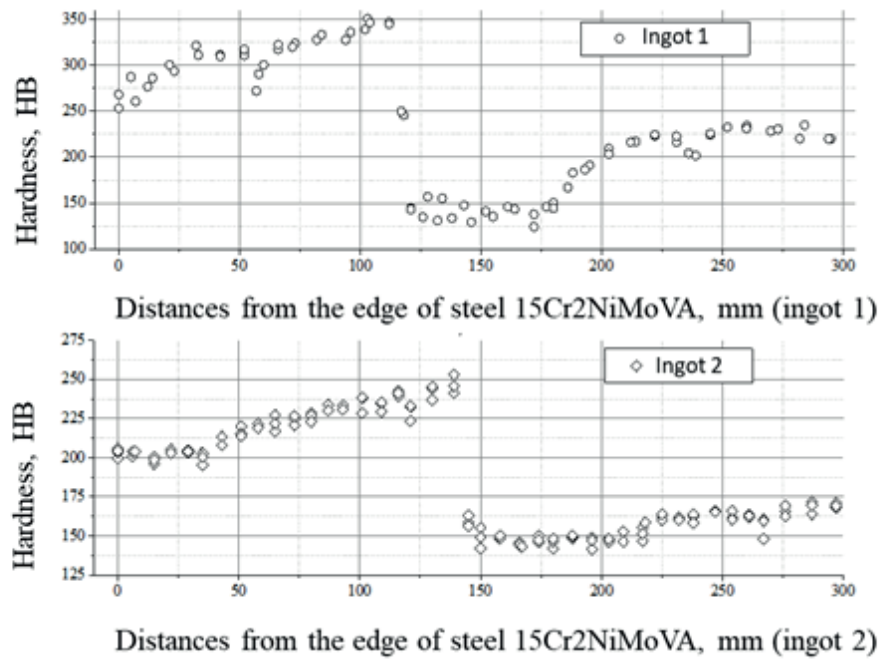 350
300
250
200
150
100
Hardness, HB
Ingot 1
0 50 100 150 200 250 300
Distances from the edge of steel 15Cr2NiMoVA, mm (ingot 1)
275
250
225
200
175
150
125
Hardness, HB
Ingot 2
0 50 100 150 200 250 300
Distances from the edge of steel 15Cr2NiMoVA, mm (ingot 2)